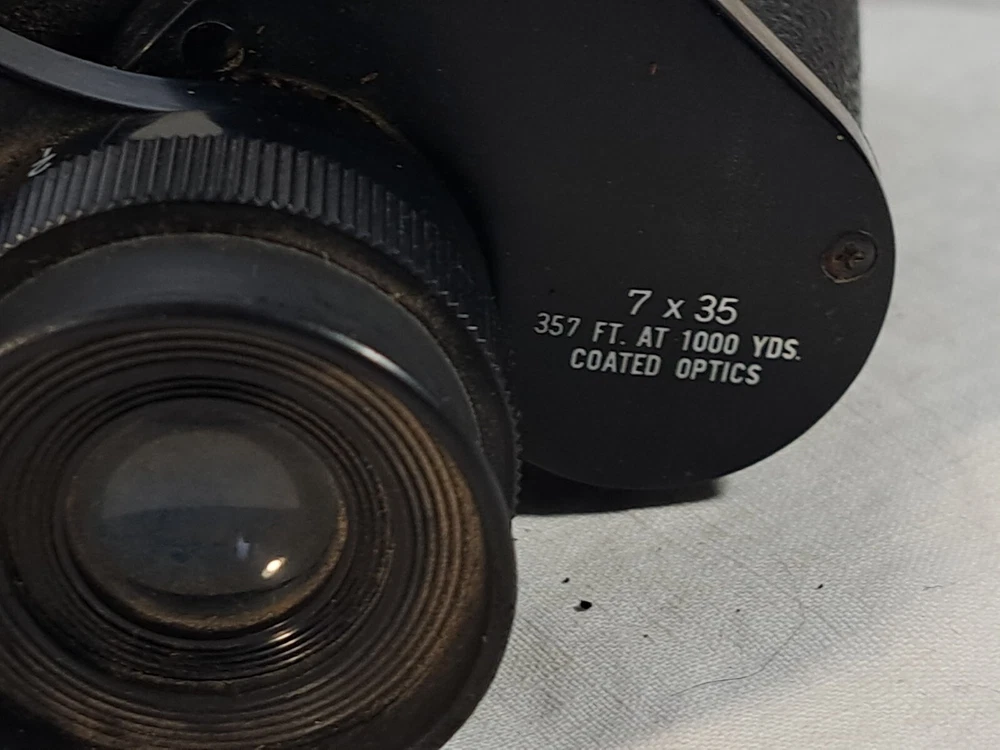 7 x 35
357 FT. AT 1000 YDS.
COATED OPTICS